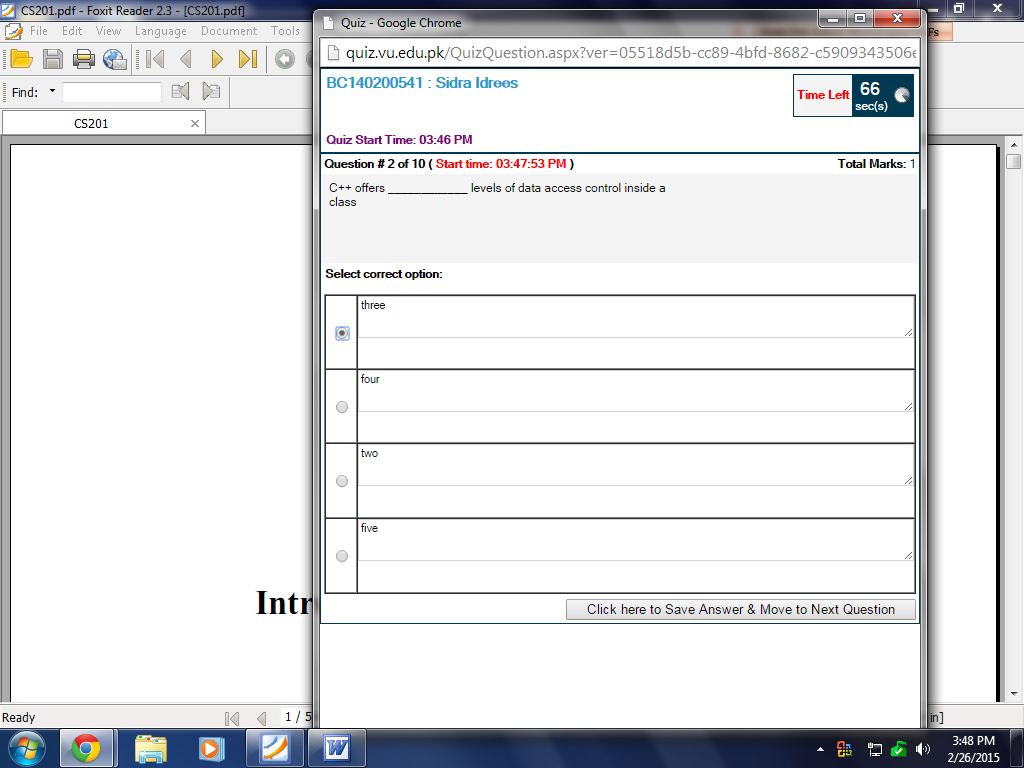 CS201.pdf - Foxit Reader 2.3 - [CS201.pdf]
File Edit View Language Document Tools
Find:
CS201
Quiz - Google Chrome
quiz.vu.edu.pk/QuizQuestion.aspx?ver=05518d5b-cc89-4bfd-8682-c5909343506e
BC140200541 : Sidra Idrees
Time Left 66 sec(s)
Quiz Start Time: 03:46 PM
Question # 2 of 10 ( Start time: 03:47:53 PM ) Total Marks: 1
C++ offers ____________ levels of data access control inside a
class
Select correct option:
three
four
two
five
Click here to Save Answer & Move to Next Question
Intr
Ready
1 / 5
in]
3:48 PM
2/26/2015